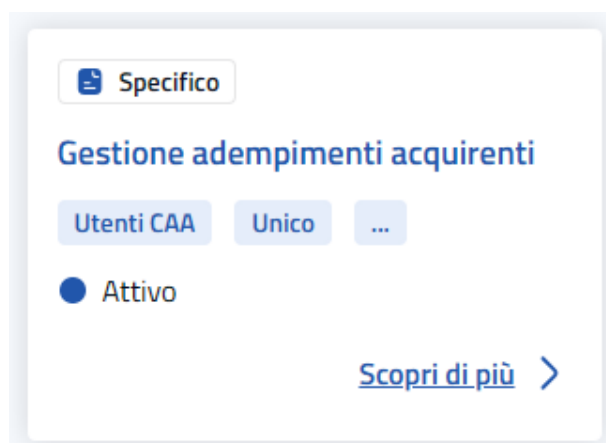 Specifico
Gestione adempimenti acquirenti
Utenti CAA Unico ...
Attivo
Scopri di più